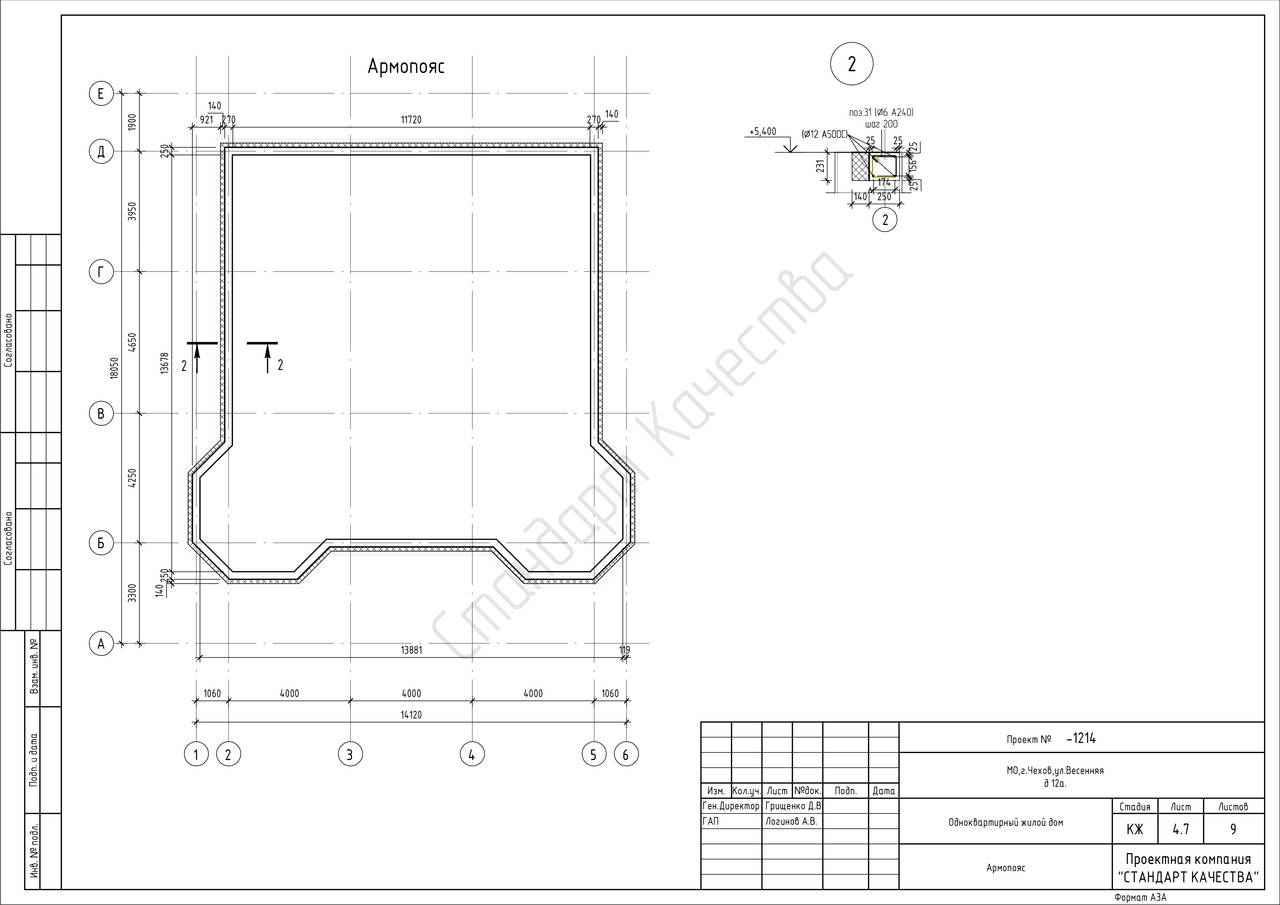 Армопояс
2
Е
Д
Г
В
Б
А
140
921
270
11720
270
140
1900
250
3950
4650
18050
13678
4250
3300
250
140
2
2
13881
119
1060
4000
4000
4000
1060
14120
1
2
3
4
5
6
поз.31 (Ø6 А240)
шаг 200
+5,400
(Ø12 А500С)
25
25
25
231
156
25
174
140
250
2
Стандарт Качества
Согласовано
Согласовано
Взам. инв. №
Подп. и дата
Инв. № подл.
Проект № -1214
МО,г.Чехов,ул.Весенняя
д 12а.
Изм. Кол.уч. Лист №док. Подп. Дата
Ген.Директор Грищенко Д.В
ГАП Логинов А.В.
Одноквартирный жилой дом
Стадия Лист Листов
КЖ 4.7 9
Армопояс
Проектная компания
"СТАНДАРТ КАЧЕСТВА"
Формат А3А